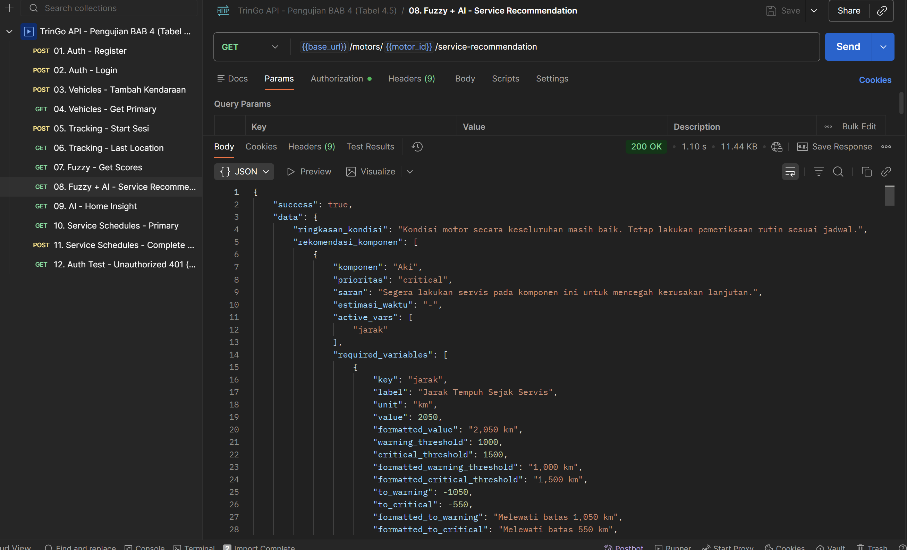 Search collections
TrinGo API - Pengujian BAB 4 (Tabel 4.5) / 08. Fuzzy + AI - Service Recommendation
Save
Share
TrinGo API - Pengujian BAB 4 (Tabel ...
POST 01. Auth - Register
POST 02. Auth - Login
POST 03. Vehicles - Tambah Kendaraan
GET 04. Vehicles - Get Primary
POST 05. Tracking - Start Sesi
GET 06. Tracking - Last Location
GET 07. Fuzzy - Get Scores
GET 08. Fuzzy + AI - Service Recomme...
GET 09. AI - Home Insight
GET 10. Service Schedules - Primary
POST 11. Service Schedules - Complete ...
GET 12. Auth Test - Unauthorized 401 (...
GET {{base_url}} /motors/ {{motor_id}} /service-recommendation
Send
Docs Params Authorization Headers (9) Body Scripts Settings
Cookies
Query Params
Key Value Description Bulk Edit
Body Cookies Headers (9) Test Results
200 OK • 1.10 s • 11.44 KB
Save Response
{} JSON Preview Visualize
1 {
2 "success": true,
3 "data": {
4 "ringkasan_kondisi": "Kondisi motor secara keseluruhan masih baik. Tetap lakukan pemeriksaan rutin sesuai jadwal.",
5 "rekomendasi_komponen": [
6 {
7 "komponen": "Aki",
8 "prioritas": "critical",
9 "saran": "Segera lakukan servis pada komponen ini untuk mencegah kerusakan lanjutan.",
10 "estimasi_waktu": "-",
11 "active_vars": [
12 "jarak"
13 ],
14 "required_variables": [
15 {
16 "key": "jarak",
17 "label": "Jarak Tempuh Sejak Servis",
18 "unit": "km",
19 "value": 2050,
20 "formatted_value": "2,050 km",
21 "warning_threshold": 1000,
22 "critical_threshold": 1500,
23 "formatted_warning_threshold": "1,000 km",
24 "formatted_critical_threshold": "1,500 km",
25 "to_warning": -1050,
26 "to_critical": -550,
27 "formatted_to_warning": "Melewati batas 1,050 km",
28 "formatted_to_critical": "Melewati batas 550 km",
ud View Find and replace Console Terminal Import Complete
Postbot Runner Start Proxy Cookies Vault Trash